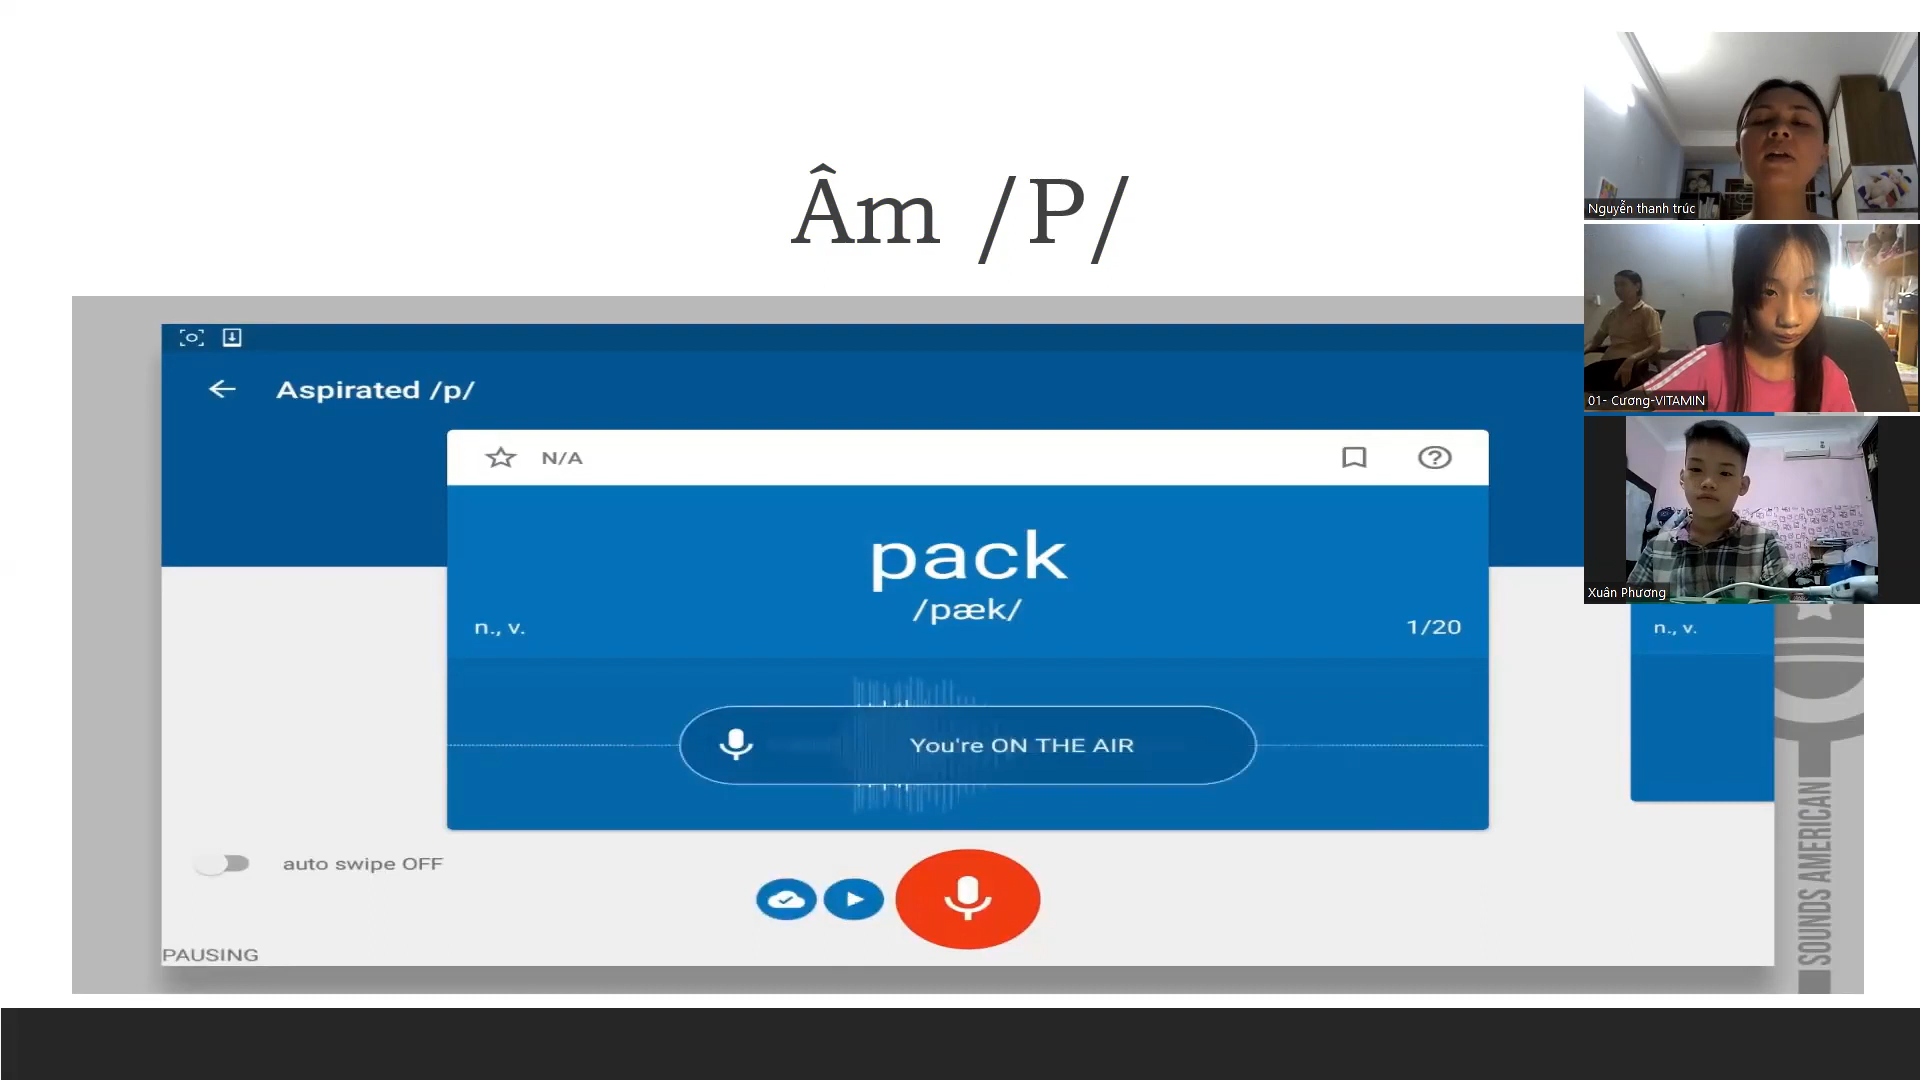 Âm /P/
Aspirated /p/
N/A
pack
/pæk/
n., v.
1/20
You're ON THE AIR
auto swipe OFF
PAUSING
n., v.
SOUNDS AMERICAN
Nguyễn thanh trúc
01- Cương-VITAMIN
Xuân Phương